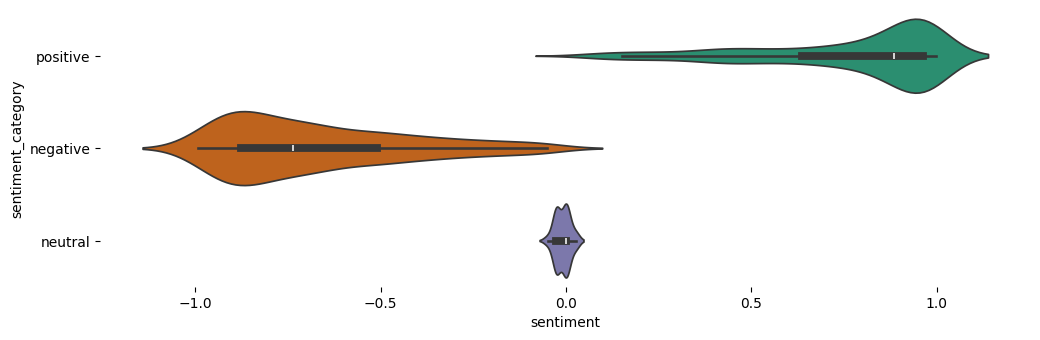 positive
negative
neutral
sentiment_category
−1.0 −0.5 0.0 0.5 1.0
sentiment